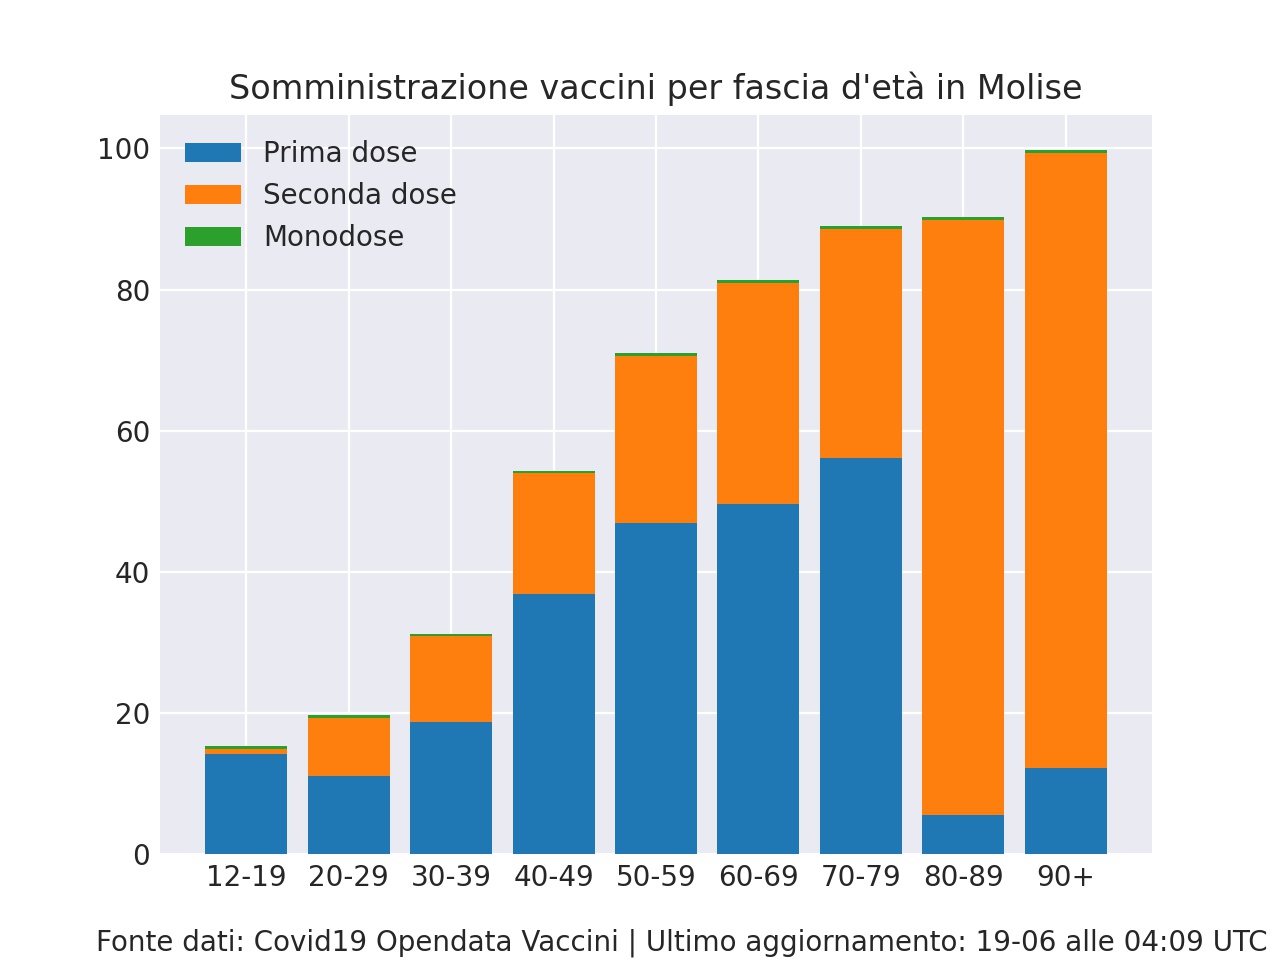 Somministrazione vaccini per fascia d'età in Molise
Prima dose
Seconda dose
Monodose
100
80
60
40
20
0
12-19 20-29 30-39 40-49 50-59 60-69 70-79 80-89 90+
Fonte dati: Covid19 Opendata Vaccini | Ultimo aggiornamento: 19-06 alle 04:09 UTC